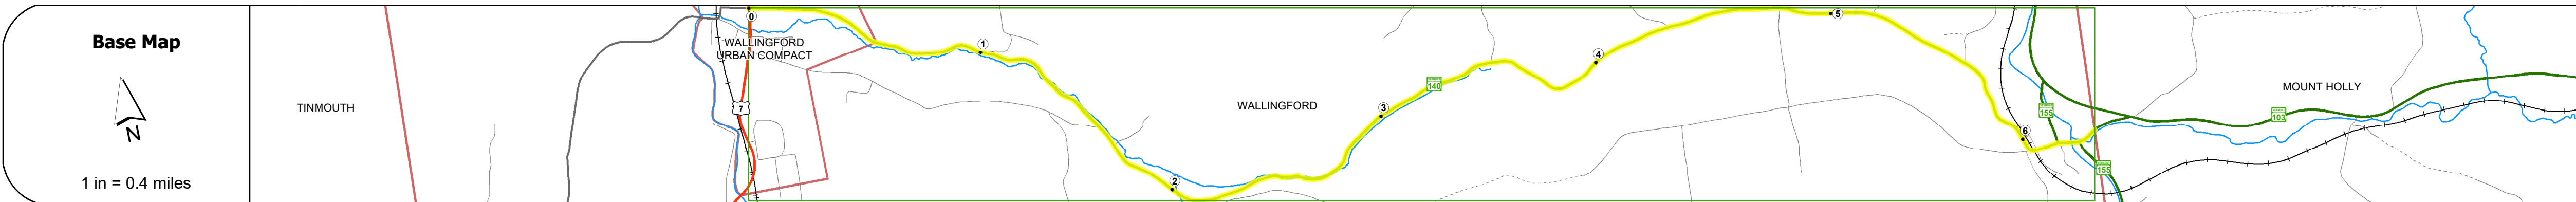 Base Map
N
1 in = 0.4 miles
TINMOUTH
WALLINGFORD
URBAN COMPACT
7
0
1
2
WALLINGFORD
3
140
4
5
6
155
155
103
MOUNT HOLLY